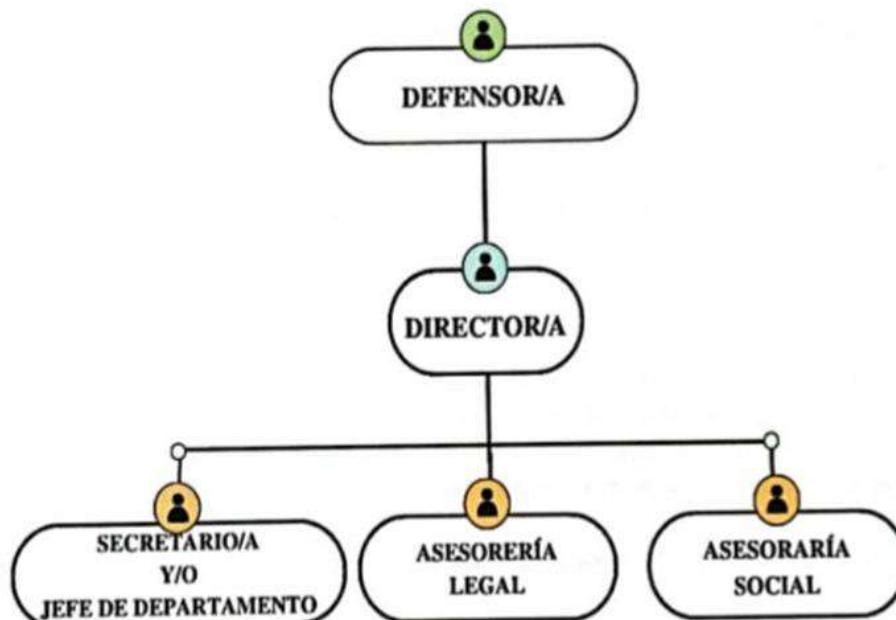 DEFENSOR/A
DIRECTOR/A
SECRETARIO/A
Y/O
JEFE DE DEPARTAMENTO
ASESORERÍA
LEGAL
ASESORARÍA
SOCIAL